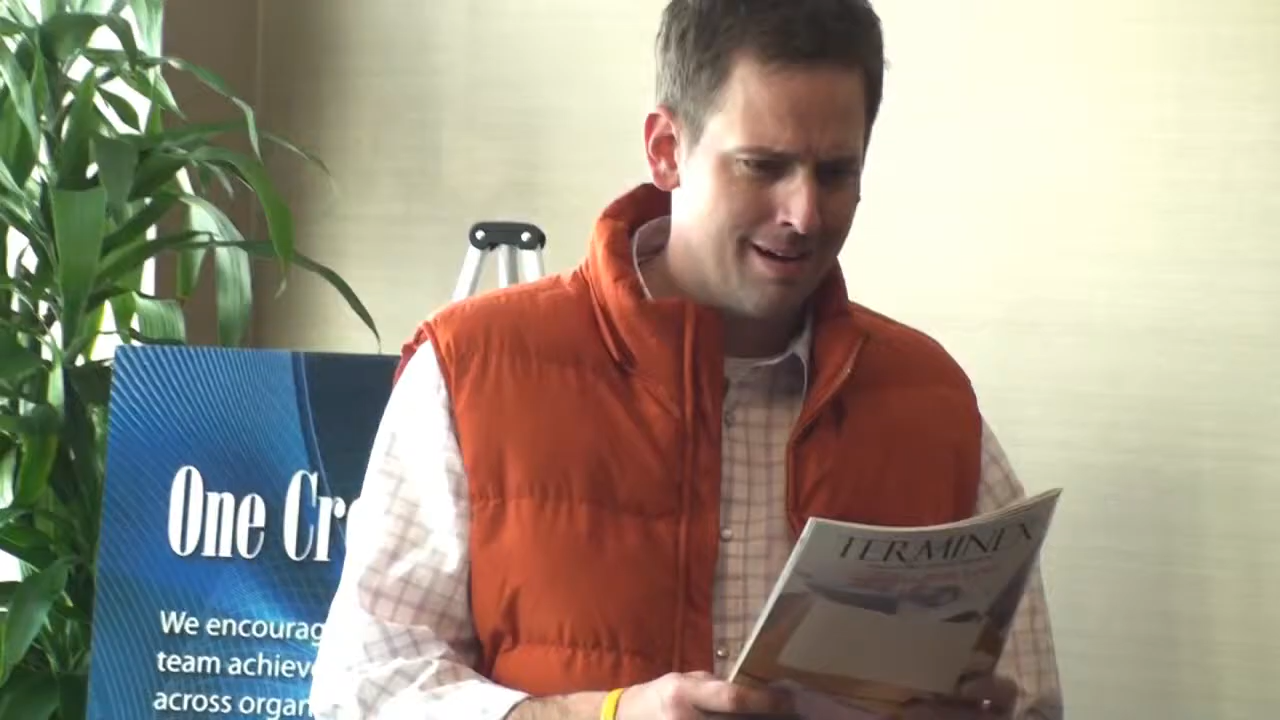 One Cr
We encourag
team achiev
across organ
TERMINEX